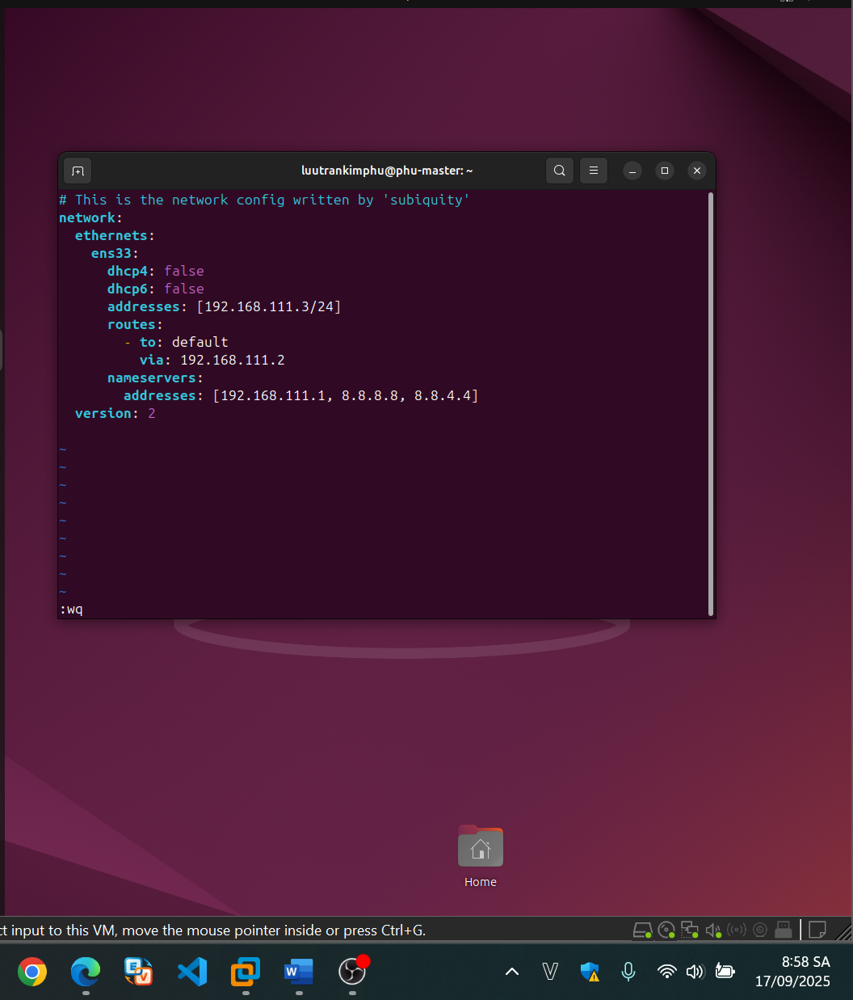 luutrankimphu@phu-master: ~
# This is the network config written by 'subiquity'
network:
  ethernets:
    ens33:
      dhcp4: false
      dhcp6: false
      addresses: [192.168.111.3/24]
      routes:
        - to: default
          via: 192.168.111.2
      nameservers:
        addresses: [192.168.111.1, 8.8.8.8, 8.8.4.4]
  version: 2
~
~
~
~
~
~
~
~
~
:wq
Home
ct input to this VM, move the mouse pointer inside or press Ctrl+G.
8:58 SA
17/09/2025